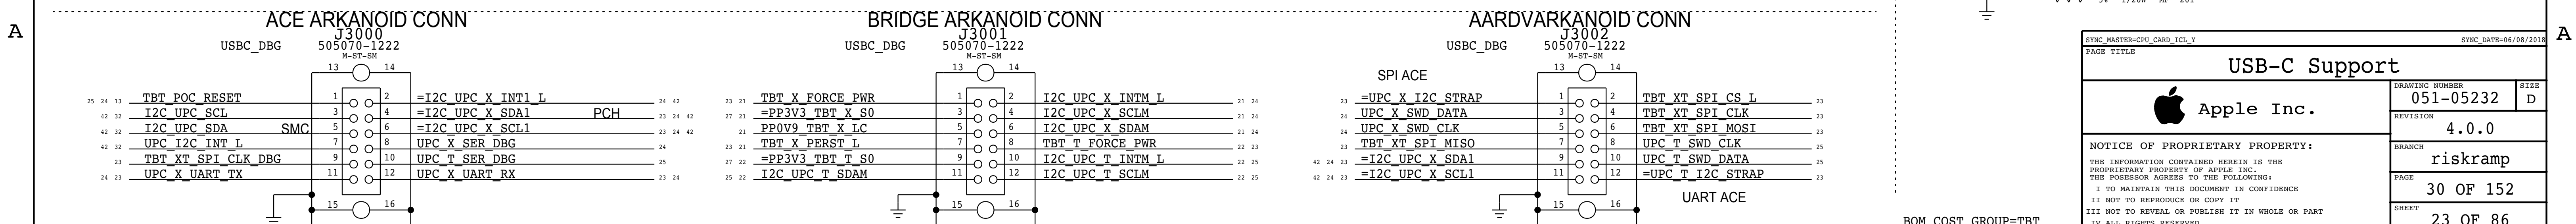 A
ACE ARKANOID CONN
J3000
USBC_DBG
505070-1222
M-ST-SM
13 14
25 24 13 TBT_POC_RESET 1 2 =I2C_UPC_X_INT1_L 24 42
42 32 I2C_UPC_SCL 3 4 =I2C_UPC_X_SDA1 PCH 23 24 42
42 32 I2C_UPC_SDA SMC 5 6 =I2C_UPC_X_SCL1 23 24 42
42 32 UPC_I2C_INT_L 7 8 UPC_X_SER_DBG 24
23 TBT_XT_SPI_CLK_DBG 9 10 UPC_T_SER_DBG 25
24 23 UPC_X_UART_TX 11 12 UPC_X_UART_RX 23 24
15 16
BRIDGE ARKANOID CONN
J3001
USBC_DBG
505070-1222
M-ST-SM
13 14
23 21 TBT_X_FORCE_PWR 1 2 I2C_UPC_X_INTM_L 21 24
27 21 =PP3V3_TBT_X_S0 3 4 I2C_UPC_X_SCLM 21 24
21 PP0V9_TBT_X_LC 5 6 I2C_UPC_X_SDAM 21 24
23 21 TBT_X_PERST_L 7 8 TBT_T_FORCE_PWR 22 23
27 22 =PP3V3_TBT_T_S0 9 10 I2C_UPC_T_INTM_L 22 25
25 22 I2C_UPC_T_SDAM 11 12 I2C_UPC_T_SCLM 22 25
15 16
AARDVARKANOID CONN
J3002
USBC_DBG
505070-1222
M-ST-SM
SPI ACE
13 14
23 =UPC_X_I2C_STRAP 1 2 TBT_XT_SPI_CS_L 23
24 UPC_X_SWD_DATA 3 4 TBT_XT_SPI_CLK 23
24 UPC_X_SWD_CLK 5 6 TBT_XT_SPI_MOSI 23
23 TBT_XT_SPI_MISO 7 8 UPC_T_SWD_CLK 25
42 24 23 =I2C_UPC_X_SDA1 9 10 UPC_T_SWD_DATA 25
42 24 23 =I2C_UPC_X_SCL1 11 12 =UPC_T_I2C_STRAP 23
UART ACE
15 16
BOM_COST_GROUP=TBT
A
SYNC_MASTER=CPU_CARD_ICL_Y SYNC_DATE=06/08/2018
PAGE TITLE
USB-C Support
Apple Inc.
DRAWING NUMBER
051-05232
SIZE
D
REVISION
4.0.0
NOTICE OF PROPRIETARY PROPERTY:
THE INFORMATION CONTAINED HEREIN IS THE
PROPRIETARY PROPERTY OF APPLE INC.
THE POSESSOR AGREES TO THE FOLLOWING:
I TO MAINTAIN THIS DOCUMENT IN CONFIDENCE
II NOT TO REPRODUCE OR COPY IT
III NOT TO REVEAL OR PUBLISH IT IN WHOLE OR PART
IV ALL RIGHTS RESERVED
BRANCH
riskramp
PAGE
30 OF 152
SHEET
23 OF 86